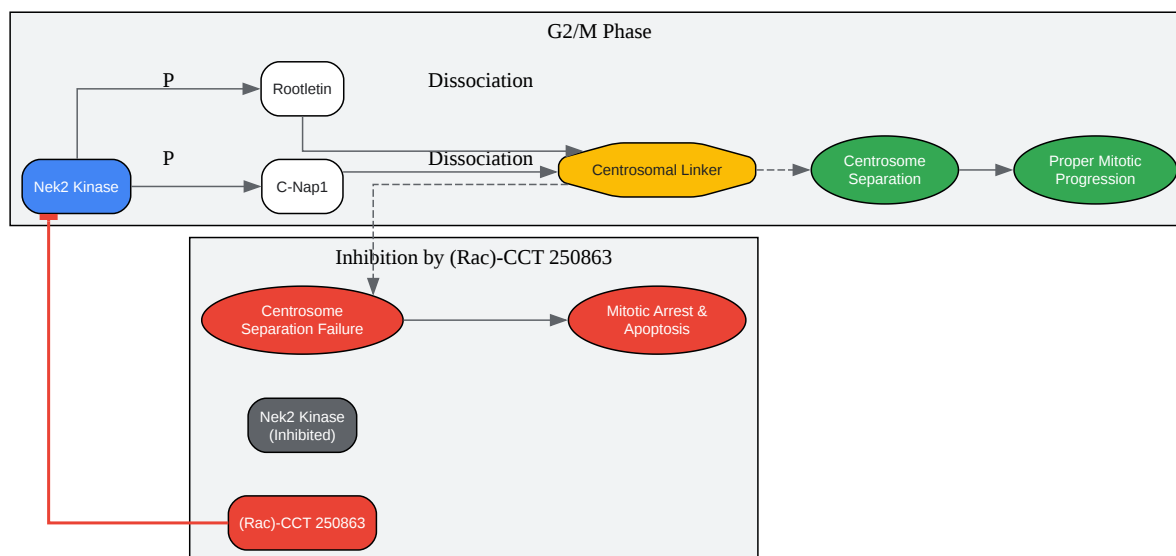 G2/M Phase
P
Rootletin
Dissociation
Nek2 Kinase
P
C-Nap1
Dissociation
Centrosomal Linker
Centrosome
Separation
Proper Mitotic
Progression
Inhibition by (Rac)-CCT 250863
Centrosome
Separation Failure
Mitotic Arrest &
Apoptosis
Nek2 Kinase
(Inhibited)
(Rac)-CCT 250863